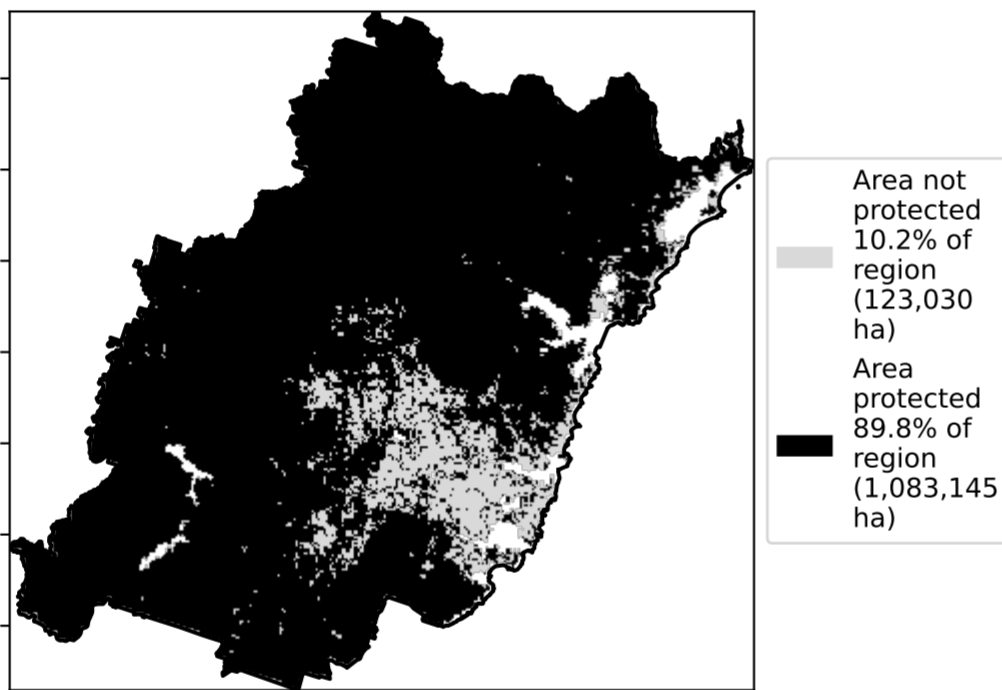 Area not
protected
10.2% of
region
(123,030
ha)
Area
protected
89.8% of
region
(1,083,145
ha)